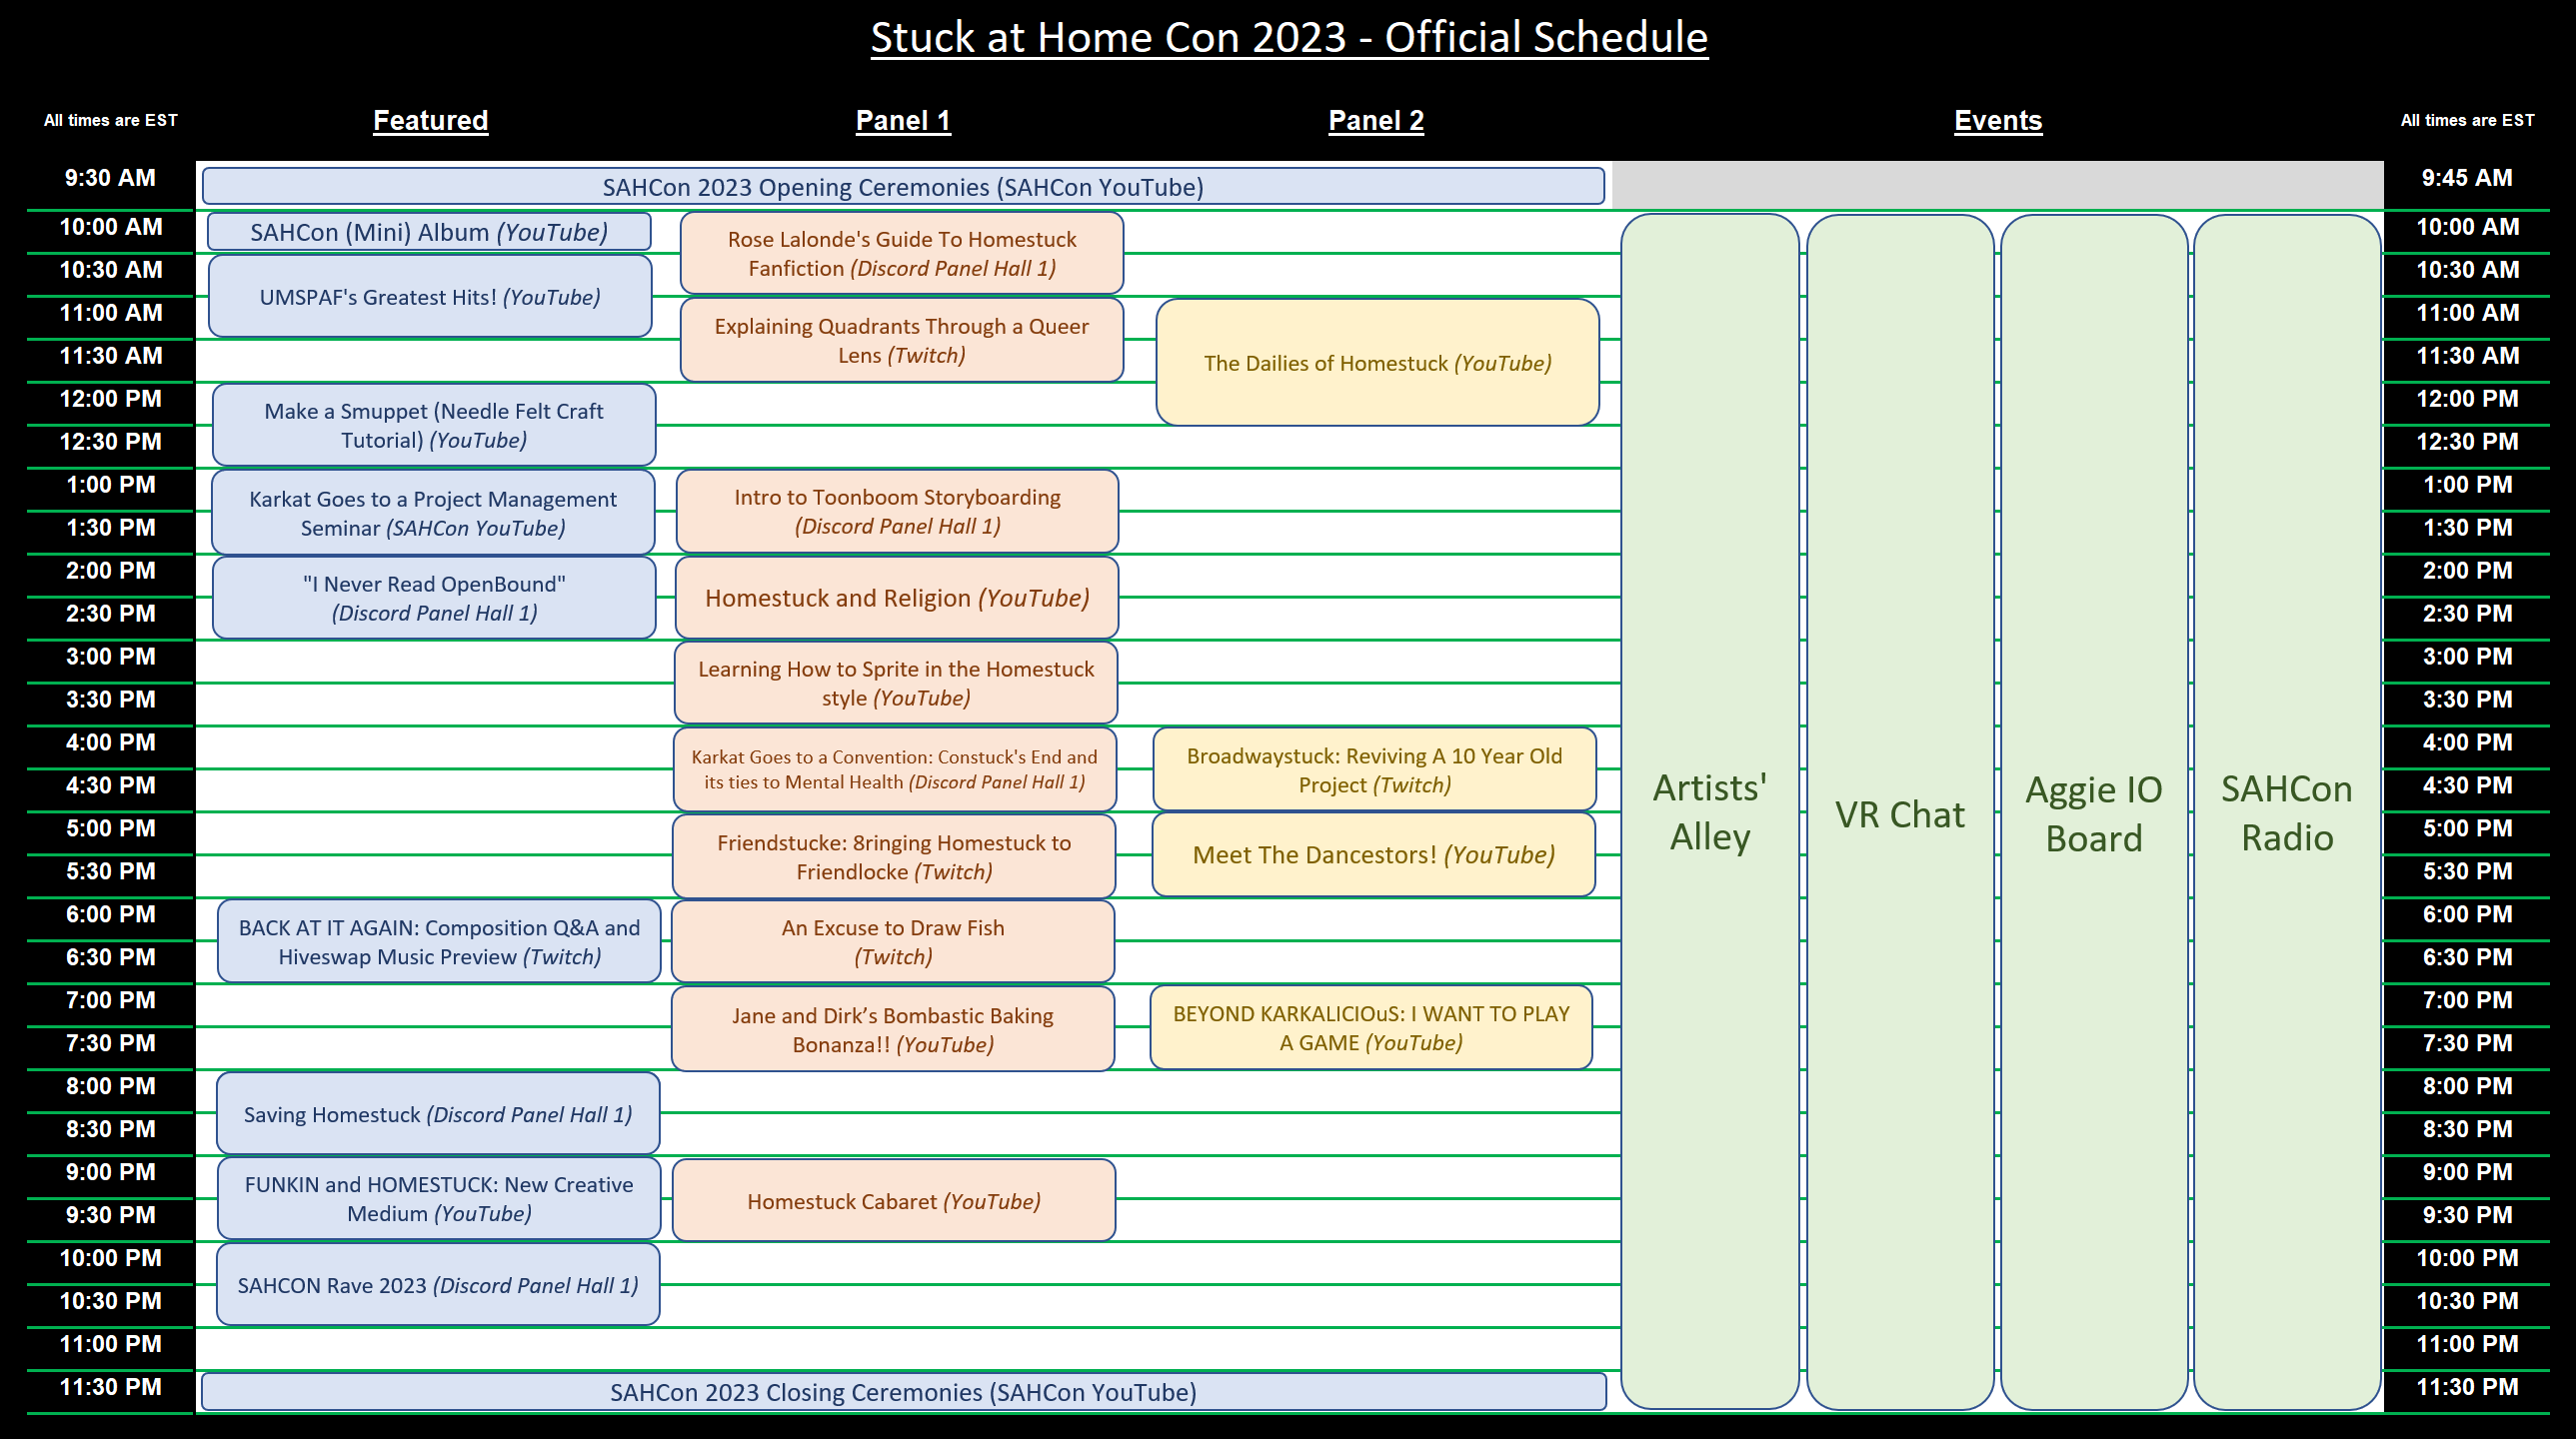 Stuck at Home Con 2023 - Official Schedule
All times are EST
Featured
Panel 1
Panel 2
Events
All times are EST
9:30 AM
SAHCon 2023 Opening Ceremonies (SAHCon YouTube)
9:45 AM
10:00 AM
SAHCon (Mini) Album (YouTube)
Rose Lalonde's Guide To Homestuck
Fanfiction (Discord Panel Hall 1)
10:00 AM
10:30 AM
UMSPAF's Greatest Hits! (YouTube)
10:30 AM
11:00 AM
Explaining Quadrants Through a Queer
Lens (Twitch)
The Dailies of Homestuck (YouTube)
11:00 AM
11:30 AM
11:30 AM
12:00 PM
Make a Smuppet (Needle Felt Craft
Tutorial) (YouTube)
12:00 PM
12:30 PM
12:30 PM
1:00 PM
Karkat Goes to a Project Management
Seminar (SAHCon YouTube)
Intro to Toonboom Storyboarding
(Discord Panel Hall 1)
1:00 PM
1:30 PM
1:30 PM
2:00 PM
"I Never Read OpenBound"
(Discord Panel Hall 1)
Homestuck and Religion (YouTube)
2:00 PM
2:30 PM
2:30 PM
3:00 PM
Learning How to Sprite in the Homestuck
style (YouTube)
3:00 PM
3:30 PM
3:30 PM
4:00 PM
Karkat Goes to a Convention: Constuck's End and
its ties to Mental Health (Discord Panel Hall 1)
Broadwaystuck: Reviving A 10 Year Old
Project (Twitch)
4:00 PM
4:30 PM
4:30 PM
Artists'
Alley
VR Chat
Aggie IO
Board
SAHCon
Radio
5:00 PM
Friendstucke: 8ringing Homestuck to
Friendlocke (Twitch)
Meet The Dancestors! (YouTube)
5:00 PM
5:30 PM
5:30 PM
6:00 PM
BACK AT IT AGAIN: Composition Q&A and
Hiveswap Music Preview (Twitch)
An Excuse to Draw Fish
(Twitch)
6:00 PM
6:30 PM
6:30 PM
7:00 PM
Jane and Dirk’s Bombastic Baking
Bonanza!! (YouTube)
BEYOND KARKALICIOuS: I WANT TO PLAY
A GAME (YouTube)
7:00 PM
7:30 PM
7:30 PM
8:00 PM
Saving Homestuck (Discord Panel Hall 1)
8:00 PM
8:30 PM
8:30 PM
9:00 PM
FUNKIN and HOMESTUCK: New Creative
Medium (YouTube)
Homestuck Cabaret (YouTube)
9:00 PM
9:30 PM
9:30 PM
10:00 PM
SAHCON Rave 2023 (Discord Panel Hall 1)
10:00 PM
10:30 PM
10:30 PM
11:00 PM
11:00 PM
11:30 PM
SAHCon 2023 Closing Ceremonies (SAHCon YouTube)
11:30 PM